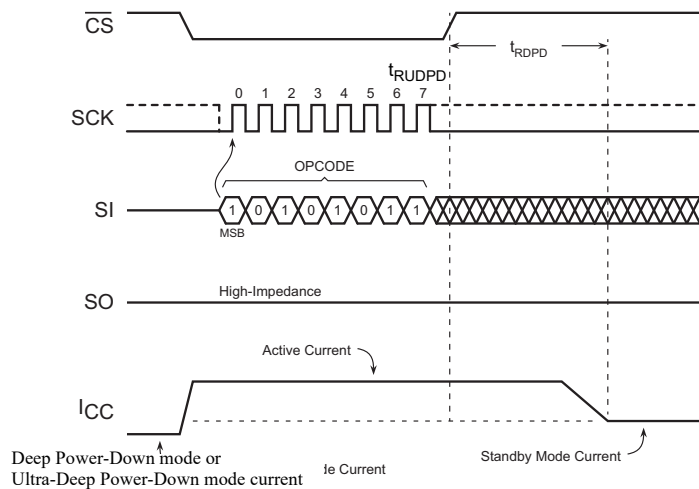 CS
tRDPD
tRUDPD
0 1 2 3 4 5 6 7
SCK
OPCODE
SI
1 0 1 0 1 0 1 1
MSB
SO
High-Impedance
Active Current
ICC
Standby Mode Current
Deep Power-Down mode or
Ultra-Deep Power-Down mode current
de Current